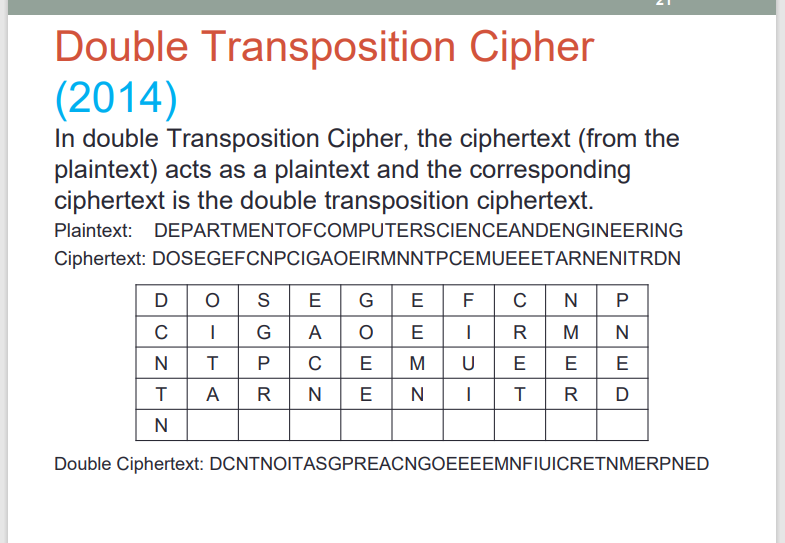 21
Double Transposition Cipher
(2014)
In double Transposition Cipher, the ciphertext (from the
plaintext) acts as a plaintext and the corresponding
ciphertext is the double transposition ciphertext.
Plaintext: DEPARTMENTOFCOMPUTERSCIENCEANDENGINEERING
Ciphertext: DOSEGEFCNPCIGAOEIRMNNTPCEMUEEETARNENITRDN
D O S E G E F C N P
C I G A O E I R M N
N T P C E M U E E E
T A R N E N I T R D
N
Double Ciphertext: DCNTNOITASGPREACNGOEEEEMNFIUICRETNMERPNED